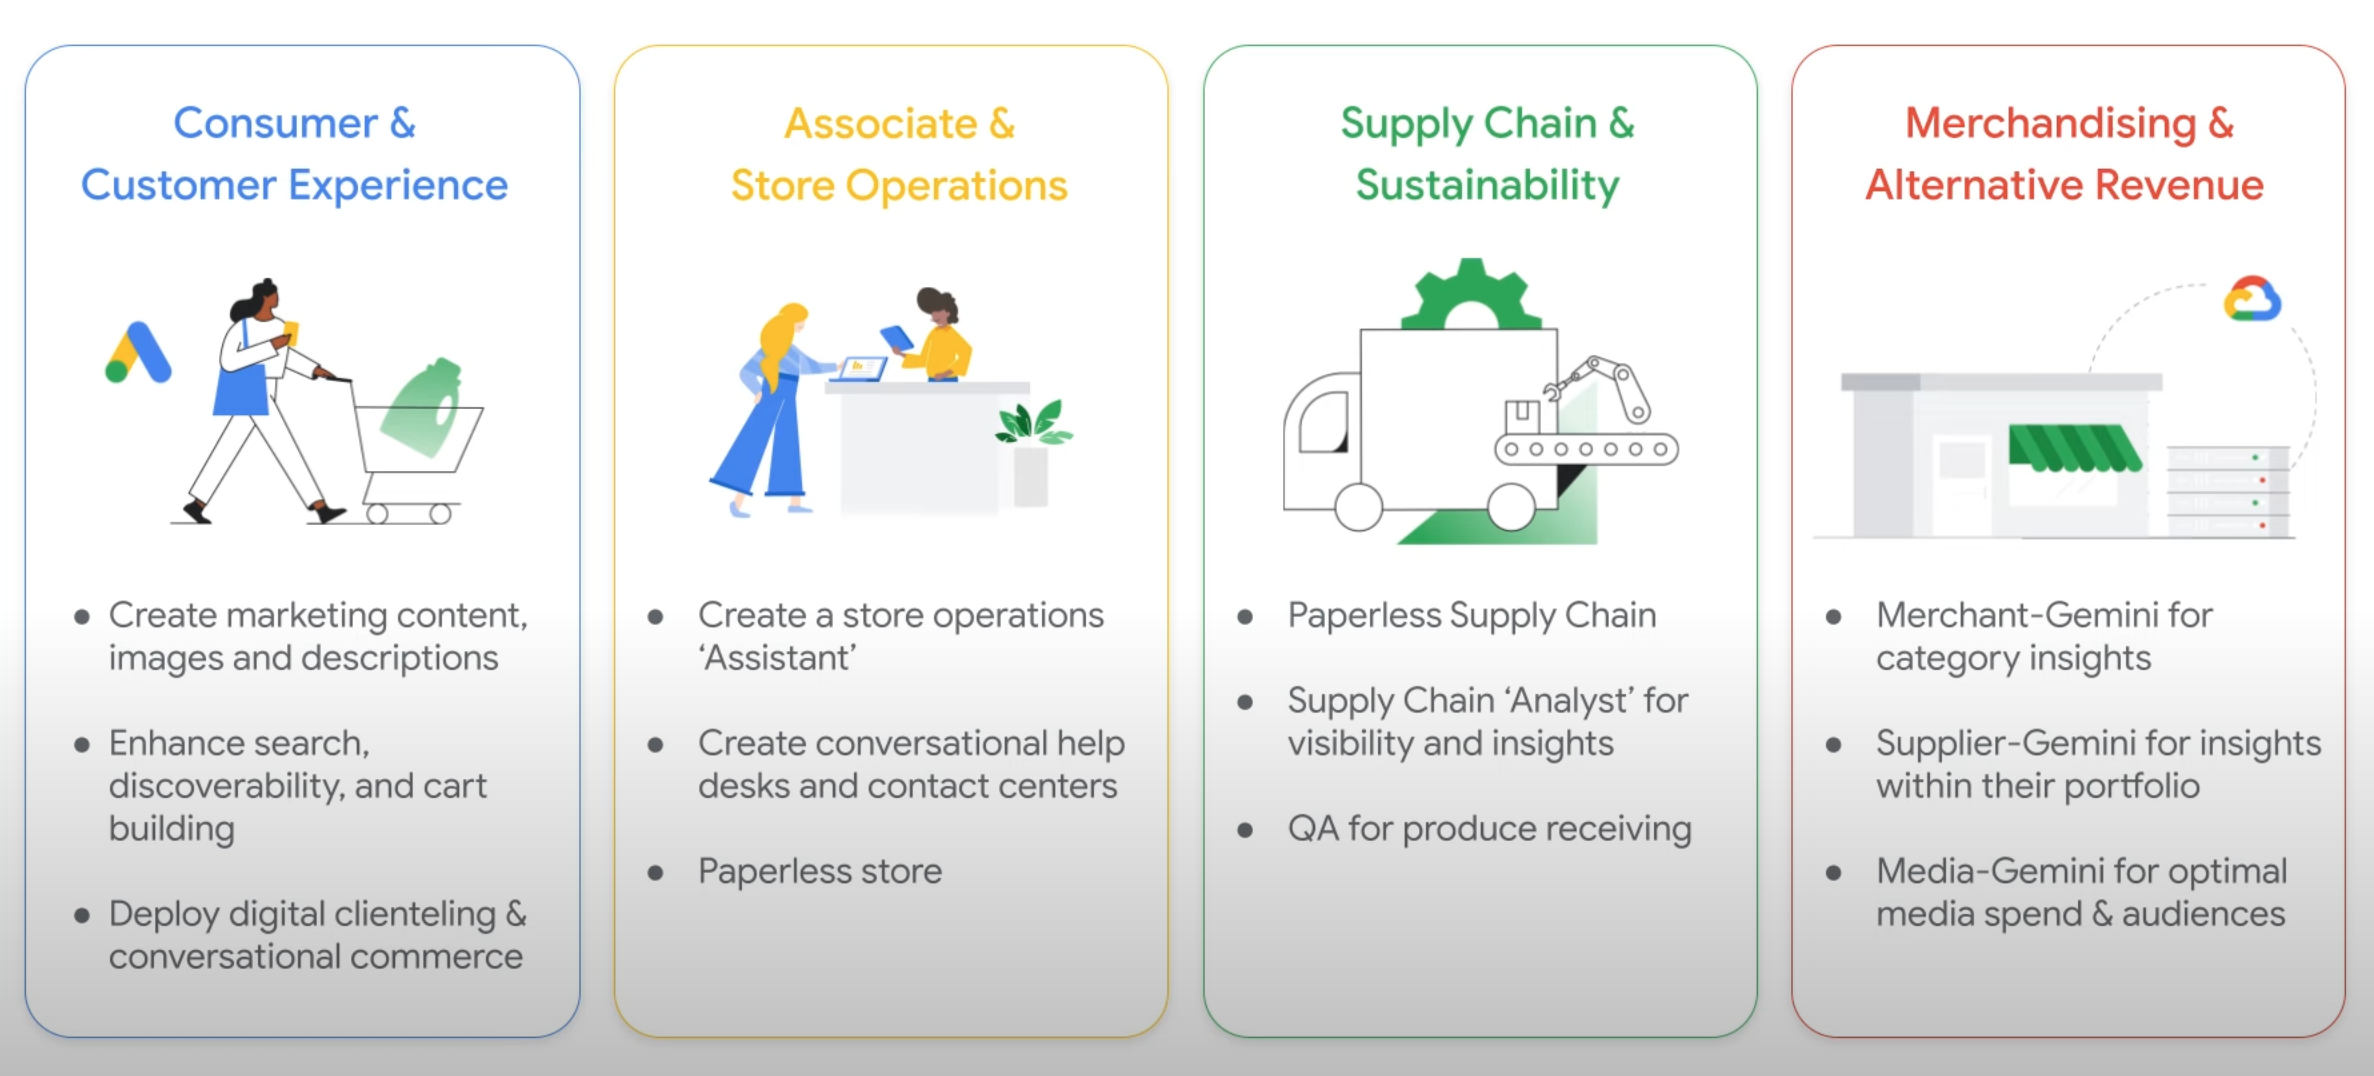 Consumer &
Customer Experience
● Create marketing content,
images and descriptions
● Enhance search,
discoverability, and cart
building
● Deploy digital clienteling &
conversational commerce
Associate &
Store Operations
● Create a store operations
‘Assistant’
● Create conversational help
desks and contact centers
● Paperless store
Supply Chain &
Sustainability
● Paperless Supply Chain
● Supply Chain ‘Analyst’ for
visibility and insights
● QA for produce receiving
Merchandising &
Alternative Revenue
● Merchant-Gemini for
category insights
● Supplier-Gemini for insights
within their portfolio
● Media-Gemini for optimal
media spend & audiences